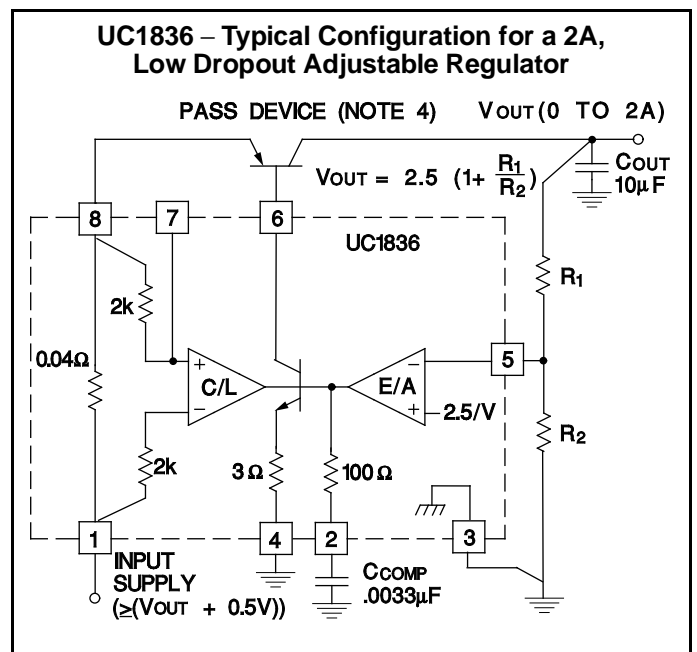 UC1836 – Typical Configuration for a 2A,
Low Dropout Adjustable Regulator
PASS DEVICE (NOTE 4)
VOUT (0 TO 2A)
VOUT = 2.5 (1+ R1/R2)
COUT
10µF
8
7
6
UC1836
2k
R1
0.04Ω
+
C/L
−
−
E/A
+
5
2.5/V
R2
2k
3Ω
100Ω
1
4
2
3
INPUT
SUPPLY
(≥(VOUT + 0.5V))
CCOMP
.0033µF